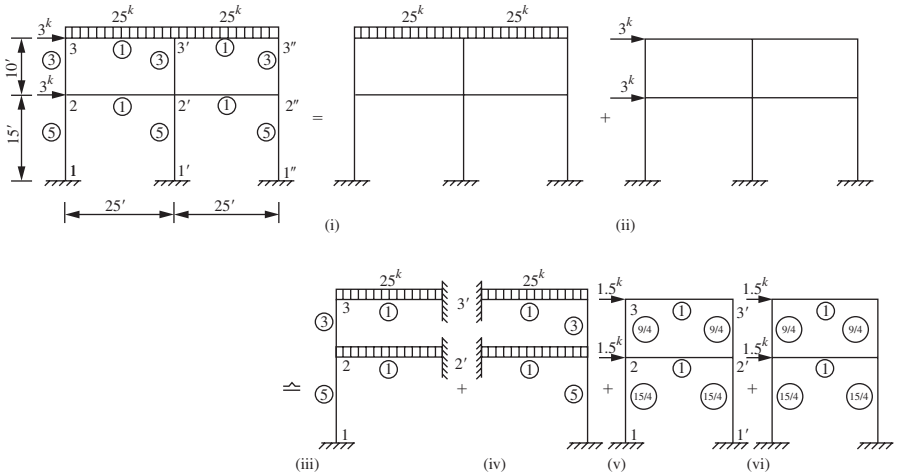 25k 25k 25k 25k
3k 3 3′ 3″ 3k
3 1 3 1 3
10′
3k 2 2′ 2″ 3k
1 1
= +
5 5 5
15′
1 1′ 1″
25′ 25′
(i) (ii)
25k 25k 1.5k 1.5k
3 3′ 3 3′
3 1 1 3 1 1
9/4 9/4 9/4 9/4
1.5k 1.5k
2 2′ 2 2′
1 1 1 1
≏ + + +
5 5 15/4 15/4 15/4 15/4
1 1 1′
(iii) (iv) (v) (vi)